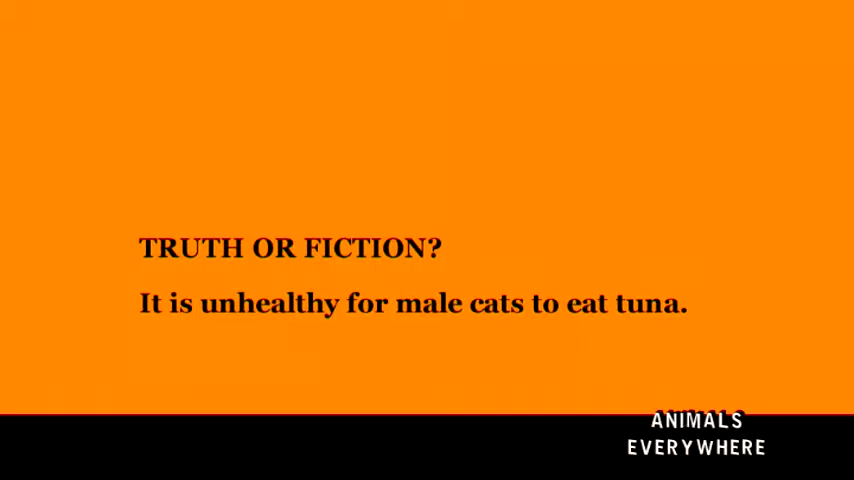 TRUTH OR FICTION?
It is unhealthy for male cats to eat tuna.
ANIMALS
EVERYWHERE